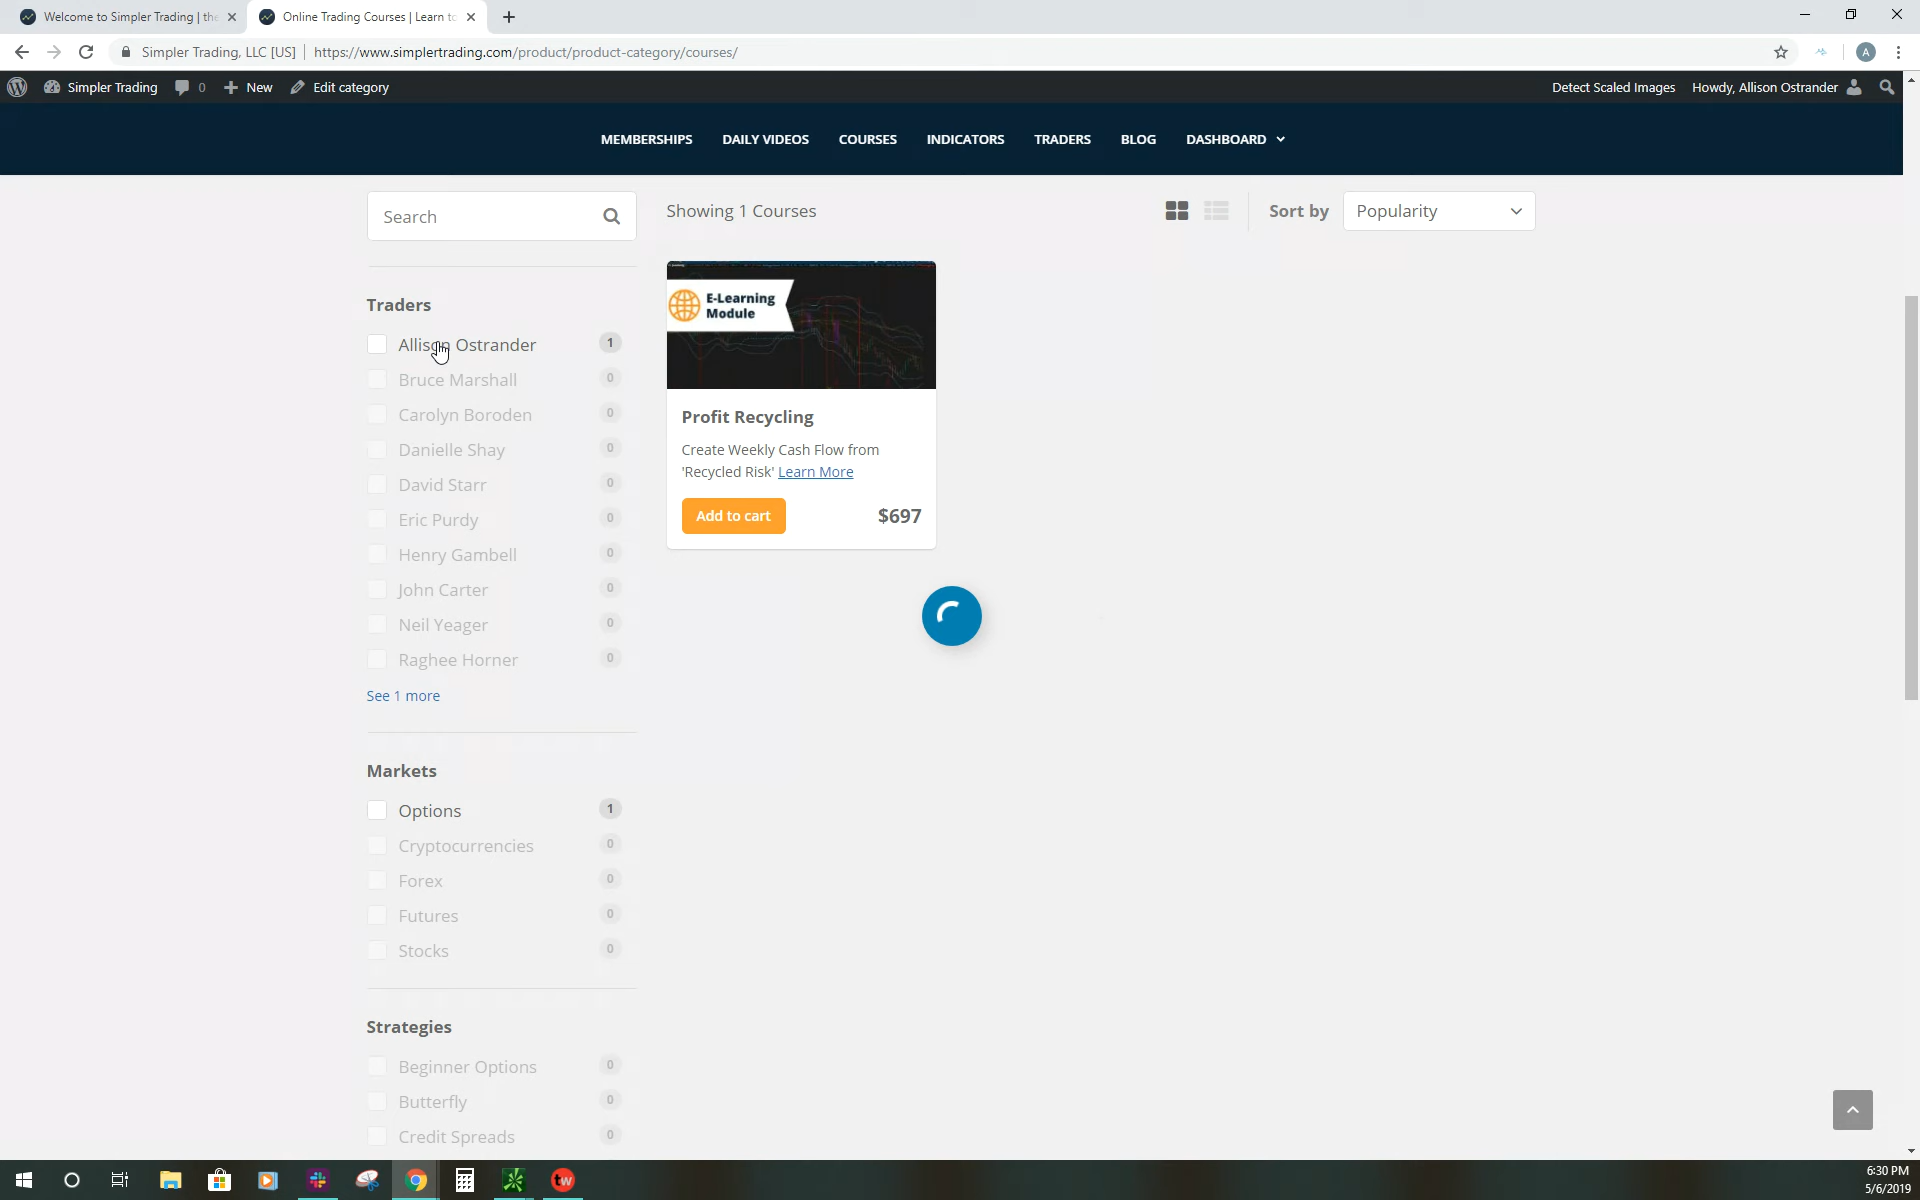 Welcome to Simpler Trading | the
Online Trading Courses | Learn to
Simpler Trading, LLC [US] | https://www.simplertrading.com/product/product-category/courses/
A
Simpler Trading 0 New Edit category
Detect Scaled Images Howdy, Allison Ostrander
MEMBERSHIPS DAILY VIDEOS COURSES INDICATORS TRADERS BLOG DASHBOARD
Search
Showing 1 Courses
Sort by Popularity
Traders
Allison Ostrander 1
Bruce Marshall 0
Carolyn Boroden 0
Danielle Shay 0
David Starr 0
Eric Purdy 0
Henry Gambell 0
John Carter 0
Neil Yeager 0
Raghee Horner 0
See 1 more
E-Learning
Module
Profit Recycling
Create Weekly Cash Flow from
'Recycled Risk' Learn More
Add to cart $697
Markets
Options 1
Cryptocurrencies 0
Forex 0
Futures 0
Stocks 0
Strategies
Beginner Options 0
Butterfly 0
Credit Spreads 0
tw
6:30 PM
5/6/2019